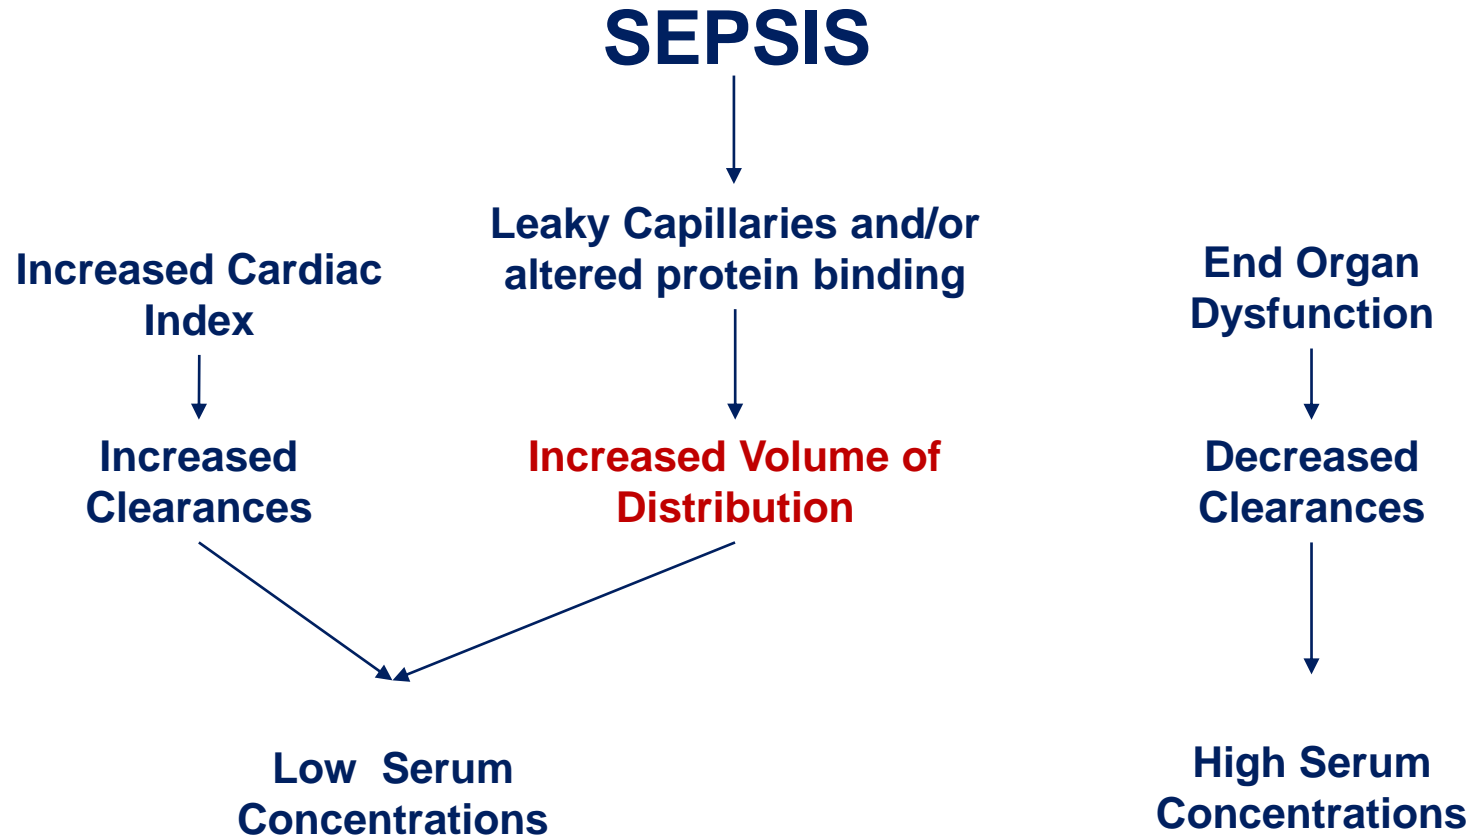 SEPSIS
Leaky Capillaries and/or
altered protein binding
Increased Cardiac
Index
End Organ
Dysfunction
Increased
Clearances
Increased Volume of
Distribution
Decreased
Clearances
Low  Serum
Concentrations
High Serum
Concentrations